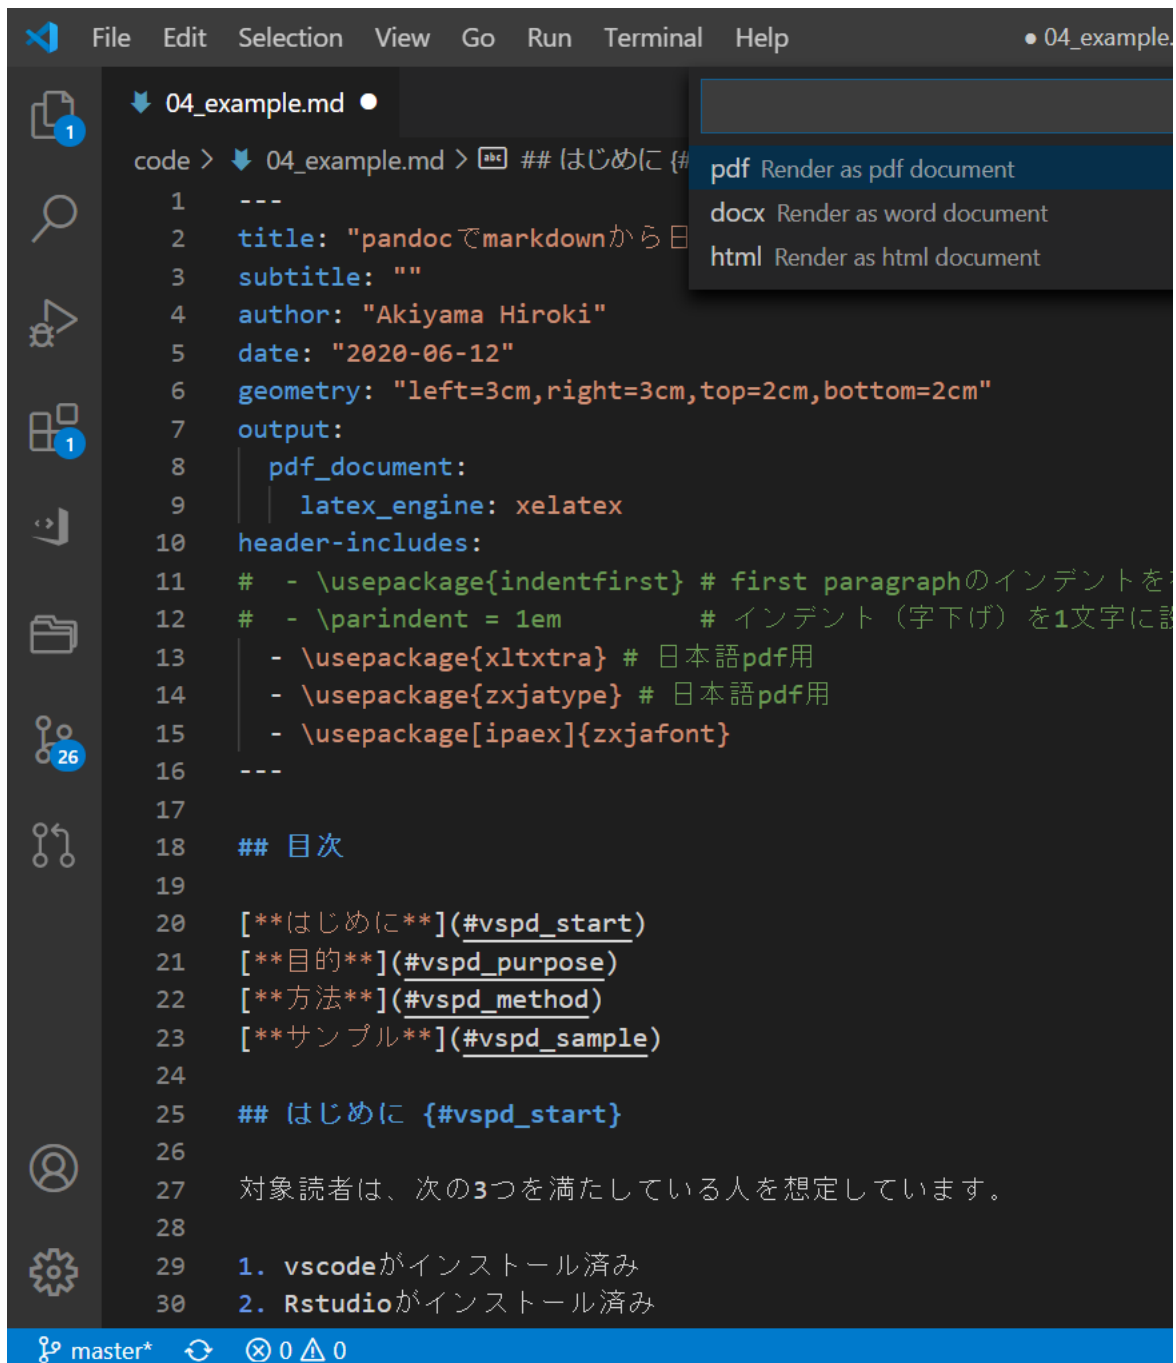 File Edit Selection View Go Run Terminal Help ● 04_example.
04_example.md ●
code > 04_example.md > ## はじめに {#
pdf Render as pdf document
docx Render as word document
html Render as html document
1 ---
2 title: "pandocでmarkdownから日
3 subtitle: ""
4 author: "Akiyama Hiroki"
5 date: "2020-06-12"
6 geometry: "left=3cm,right=3cm,top=2cm,bottom=2cm"
7 output:
8 pdf_document:
9 latex_engine: xelatex
10 header-includes:
11 # - \usepackage{indentfirst} # first paragraphのインデントを
12 # - \parindent = 1em # インデント（字下げ）を1文字に設
13 - \usepackage{xltxtra} # 日本語pdf用
14 - \usepackage{zxjatype} # 日本語pdf用
15 - \usepackage[ipaex]{zxjafont}
16 ---
17
18 ## 目次
19
20 [**はじめに**](#vspd_start)
21 [**目的**](#vspd_purpose)
22 [**方法**](#vspd_method)
23 [**サンプル**](#vspd_sample)
24
25 ## はじめに {#vspd_start}
26
27 対象読者は、次の3つを満たしている人を想定しています。
28
29 1. vscodeがインストール済み
30 2. Rstudioがインストール済み
1
1
26
master* 0 0